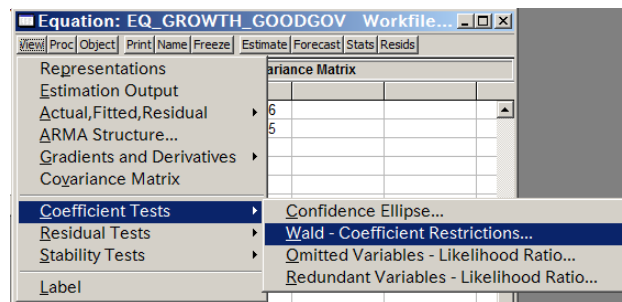 Equation: EQ_GROWTH_GOODGOV Workfile...
View Proc Object Print Name Freeze Estimate Forecast Stats Resids
Representations
ariance Matrix
Estimation Output
Actual,Fitted,Residual
6
ARMA Structure...
5
Gradients and Derivatives
Covariance Matrix
Coefficient Tests
Confidence Ellipse...
Residual Tests
Wald - Coefficient Restrictions...
Stability Tests
Omitted Variables - Likelihood Ratio...
Redundant Variables - Likelihood Ratio...
Label